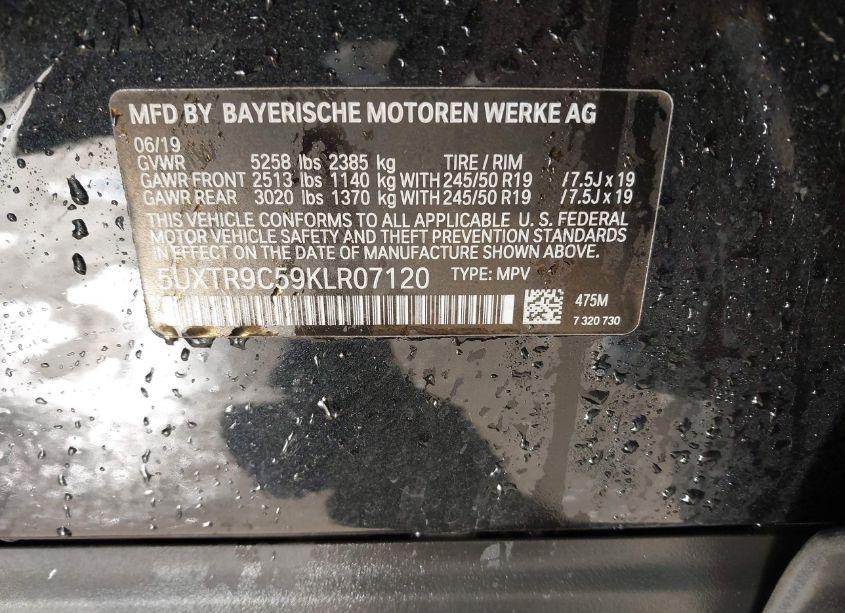 MFD BY BAYERISCHE MOTOREN WERKE AG
06/19
GVWR 5258 lbs 2385 kg TIRE / RIM
GAWR FRONT 2513 lbs 1140 kg WITH 245/50 R19 /7.5J x 19
GAWR REAR 3020 lbs 1370 kg WITH 245/50 R19 /7.5J x 19
THIS VEHICLE CONFORMS TO ALL APPLICABLE U. S. FEDERAL
MOTOR VEHICLE SAFETY AND THEFT PREVENTION STANDARDS
IN EFFECT ON THE DATE OF MANUFACTURE SHOWN ABOVE.
5UXTR9C59KLR07120 TYPE: MPV
475M
7 320 730